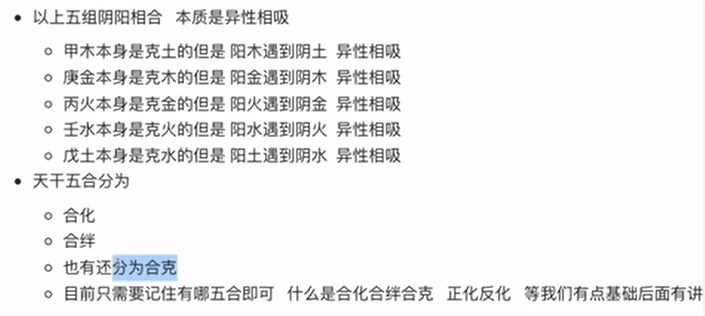 以上五组阴阳相合 本质是异性相吸
甲木本身是克土的但是 阳木遇到阴土 异性相吸
庚金本身是克木的但是 阳金遇到阴木 异性相吸
丙火本身是克金的但是 阳火遇到阴金 异性相吸
壬水本身是克火的但是 阳水遇到阴火 异性相吸
戊土本身是克水的但是 阳土遇到阴水 异性相吸
天干五合分为
合化
合绊
也有还分为合克
目前只需要记住有哪五合即可 什么是合化合绊合克 正化反化 等我们有点基础后面有讲